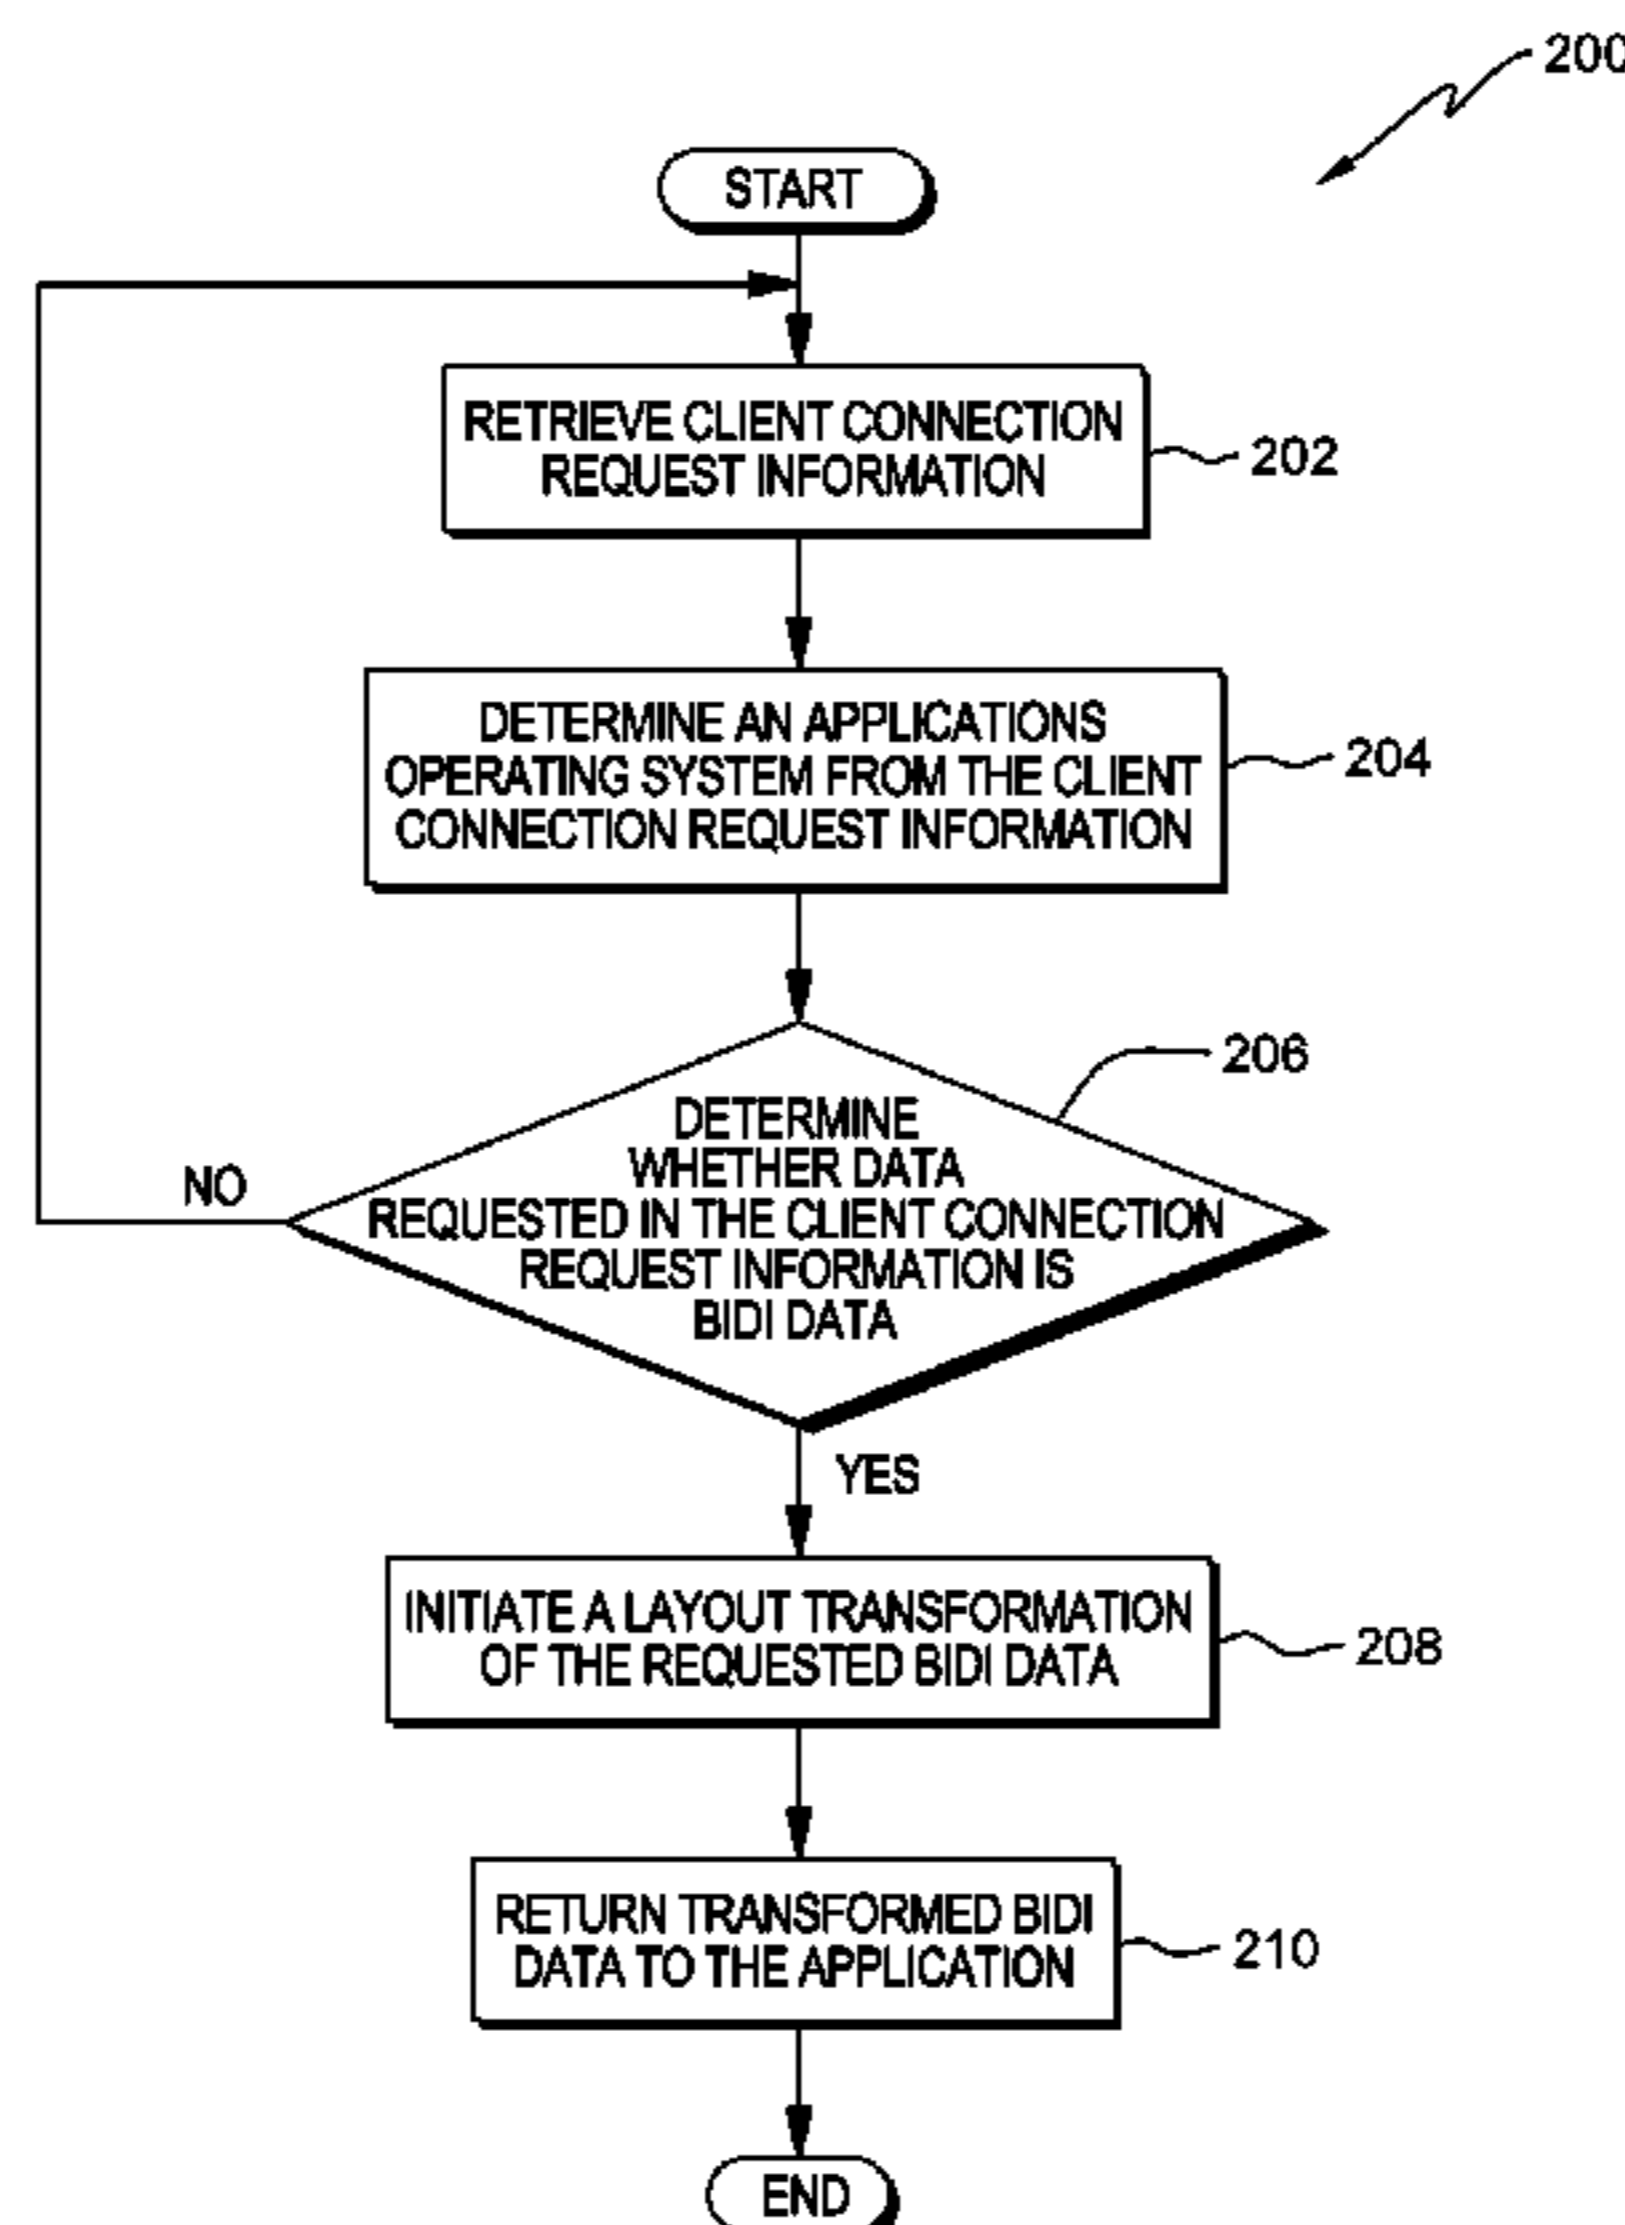 200
START
RETRIEVE CLIENT CONNECTION
REQUEST INFORMATION
202
DETERMINE AN APPLICATIONS
OPERATING SYSTEM FROM THE CLIENT
CONNECTION REQUEST INFORMATION
204
206
DETERMINE
WHETHER DATA
REQUESTED IN THE CLIENT CONNECTION
REQUEST INFORMATION IS
BIDI DATA
NO
YES
INITIATE A LAYOUT TRANSFORMATION
OF THE REQUESTED BIDI DATA
208
RETURN TRANSFORMED BIDI
DATA TO THE APPLICATION
210
END